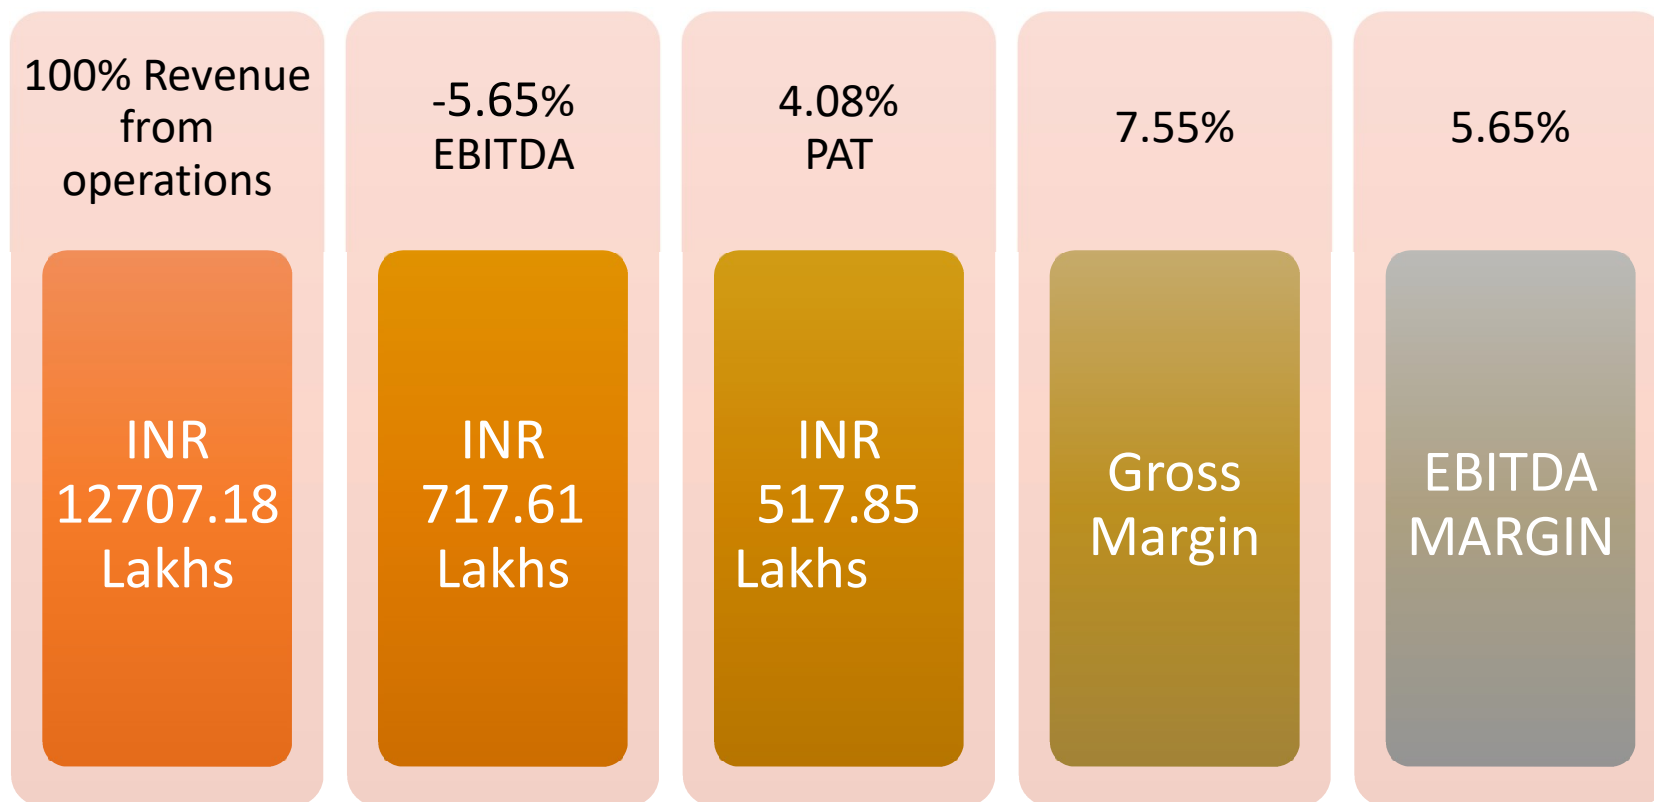 100% Revenue
from
operations
INR
12707.18
Lakhs
-5.65%
EBITDA
INR
717.61
Lakhs
4.08%
PAT
INR
517.85
Lakhs
7.55%
Gross
Margin
5.65%
EBITDA
MARGIN